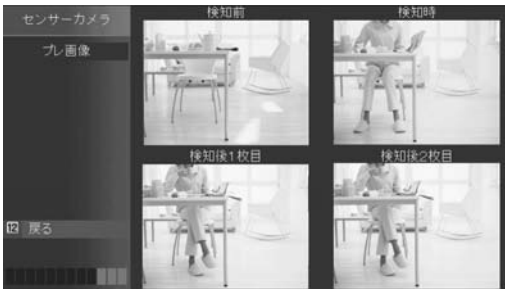 センサーカメラ
プレ画像
検知前
検知時
検知後1枚目
検知後2枚目
12 戻る